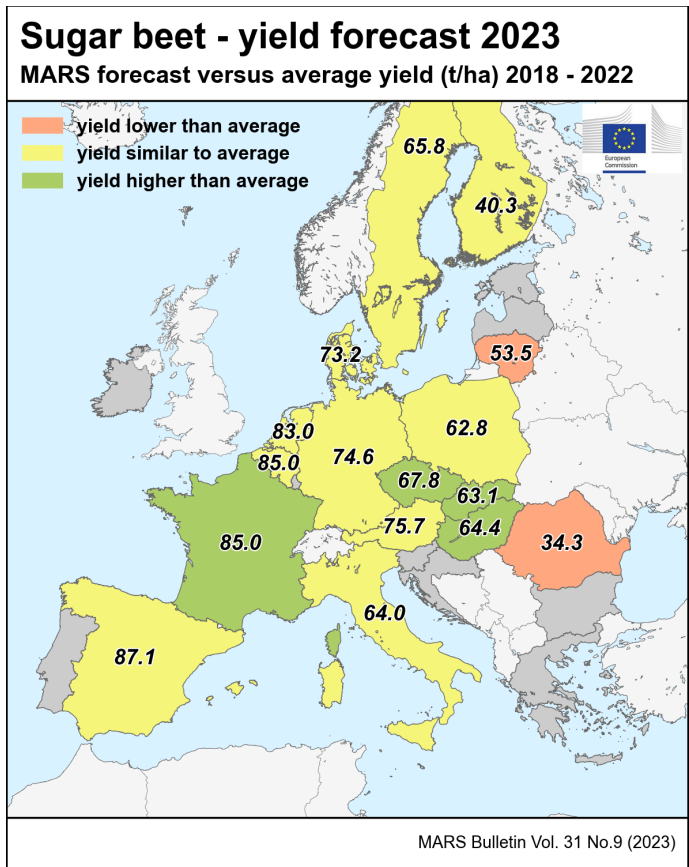 Sugar beet - yield forecast 2023
MARS forecast versus average yield (t/ha) 2018 - 2022
yield lower than average
yield similar to average
yield higher than average
European
Commission
65.8
40.3
73.2
53.5
83.0
62.8
85.0
74.6
67.8
63.1
75.7
64.4
85.0
34.3
64.0
87.1
MARS Bulletin Vol. 31 No.9 (2023)